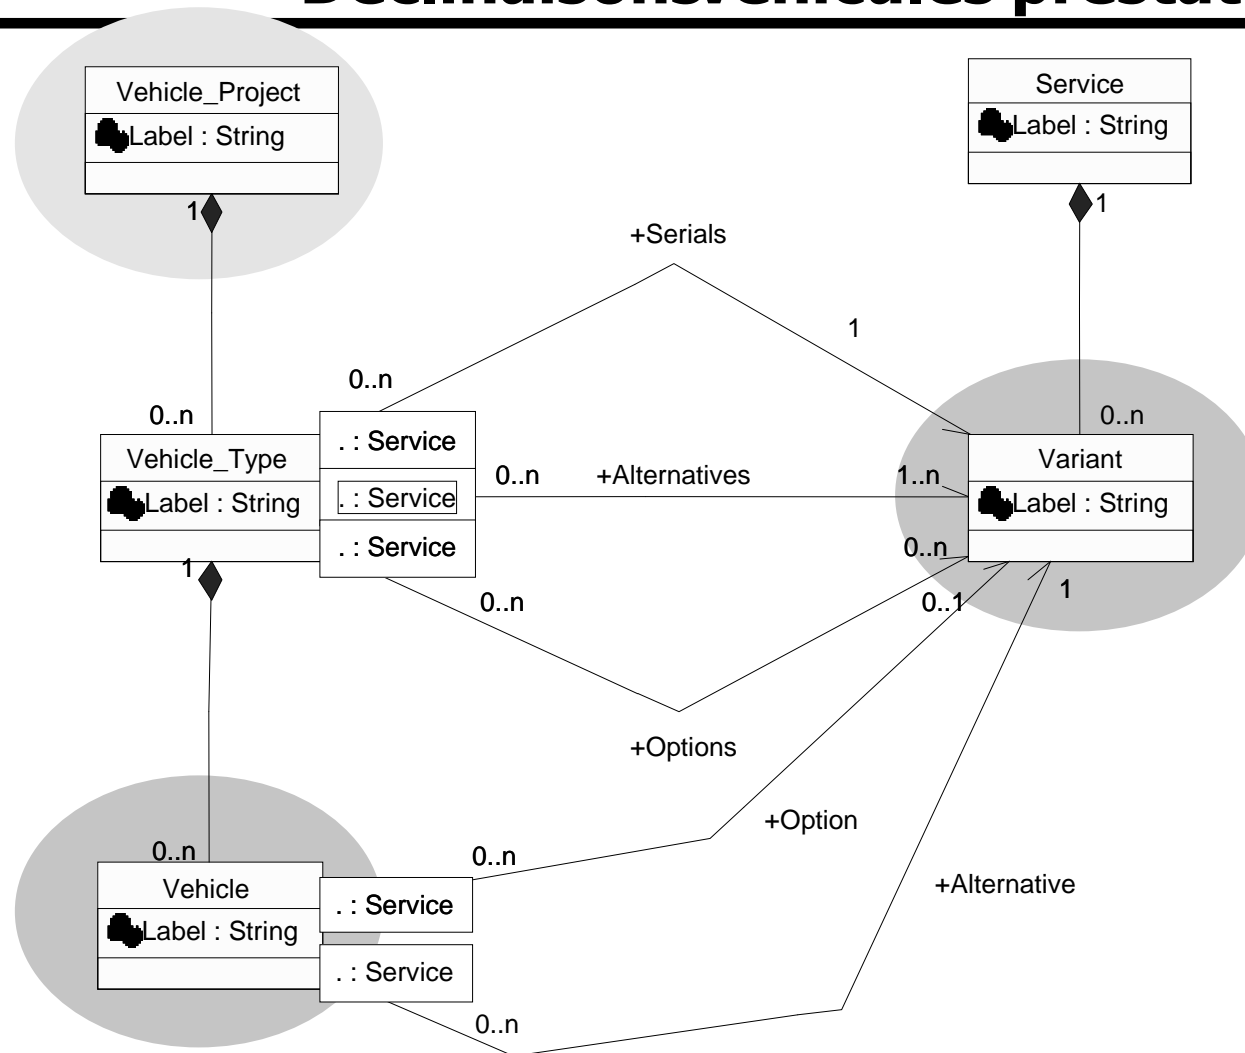 Vehicle_Project
Label : String
1
Service
Label : String
1
+Serials
1
0..n
0..n
0..n
Vehicle_Type
Label : String
. : Service
. : Service
. : Service
0..n
+Alternatives
1..n
Variant
Label : String
0..n
1
0..n
0..1
1
+Options
+Option
+Alternative
0..n
0..n
Vehicle
Label : String
. : Service
. : Service
0..n